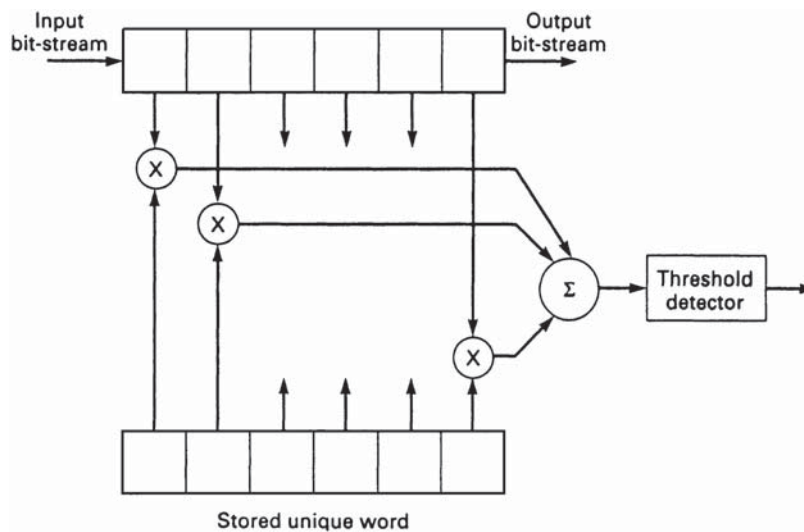 Input
bit-stream
Output
bit-stream
X
X
Σ
Threshold
detector
X
Stored unique word